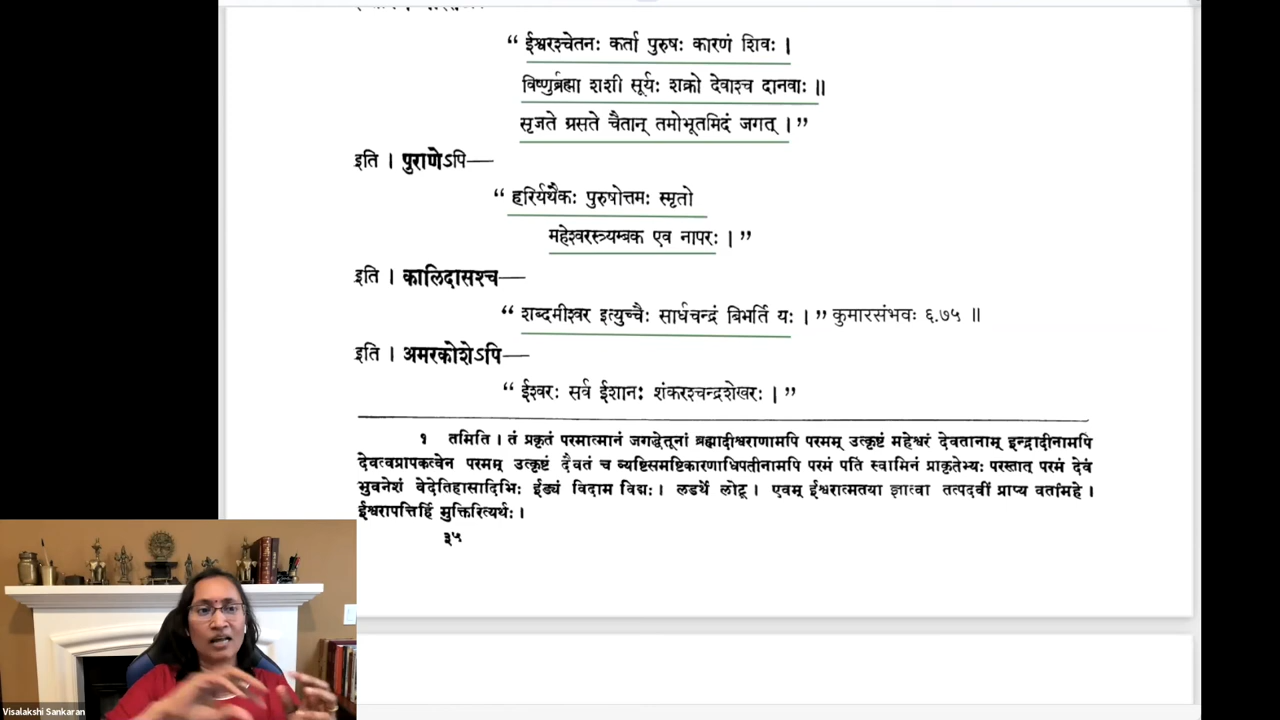 “ ईश्वरश्चेतनः कर्ता पुरुषः कारणं शिवः ।
विष्णुर्ब्रह्मा शशी सूर्यः शक्रो देवाश्च दानवाः ॥
सृजते ग्रसते चैतान् तमोभूतमिदं जगत् । ”
इति । पुराणेऽपि—
“ हरिर्यथैकः पुरुषोत्तमः स्मृतो
महेश्वरस्त्र्यम्बक एव नापरः । ”
इति । कालिदासश्च—
“ शब्दमीश्वर इत्युच्चैः सार्धचन्द्रं बिभर्ति यः । ” कुमारसंभवः ६.७५ ॥
इति । अमरकोशेऽपि—
“ ईश्वरः सर्व ईशानः शंकरश्चन्द्रशेखरः । ”
१ तमिति । तं प्रकृतं परमात्मानं जगद्धेतूनां ब्रह्मादीश्वराणामपि परमम् उत्कृष्टं महेश्वरं देवतानाम् इन्द्रादीनामपि
देवत्वप्रापकत्वेन परमम् उत्कृष्टं दैवतं च व्यष्टिसमष्टिकारणाधिपतीनामपि परमं पतिं स्वामिनं प्राकृतेभ्यः परस्तात् परमं देवं
भुवनेशं वेदेतिहासादिभिः ईड्यं विदाम विद्मः । लडर्थे लोट् । एवम् ईश्वरात्मतया ज्ञात्वा तत्पदवीं प्राप्य वर्तामहे ।
ईश्वरापत्तिर्हि मुक्तिरित्यर्थः ।
३५
Visalakshi Sankaran